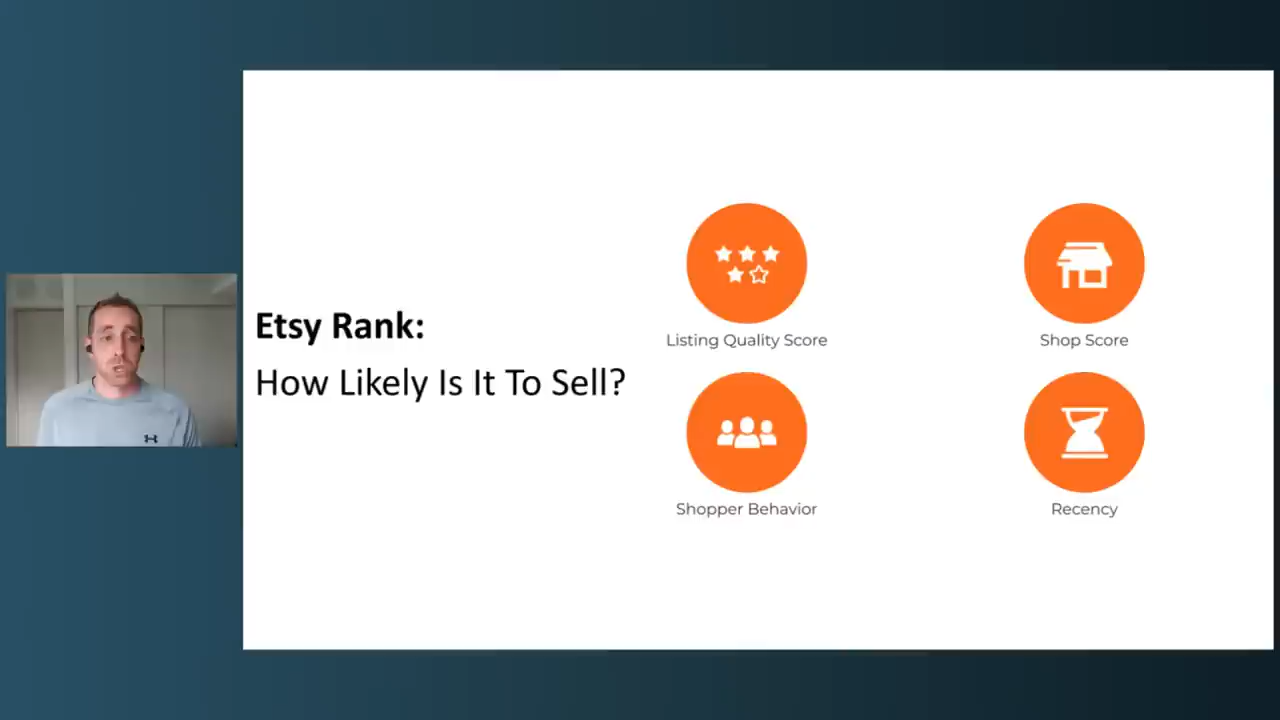 Etsy Rank:
How Likely Is It To Sell?
Listing Quality Score
Shop Score
Shopper Behavior
Recency